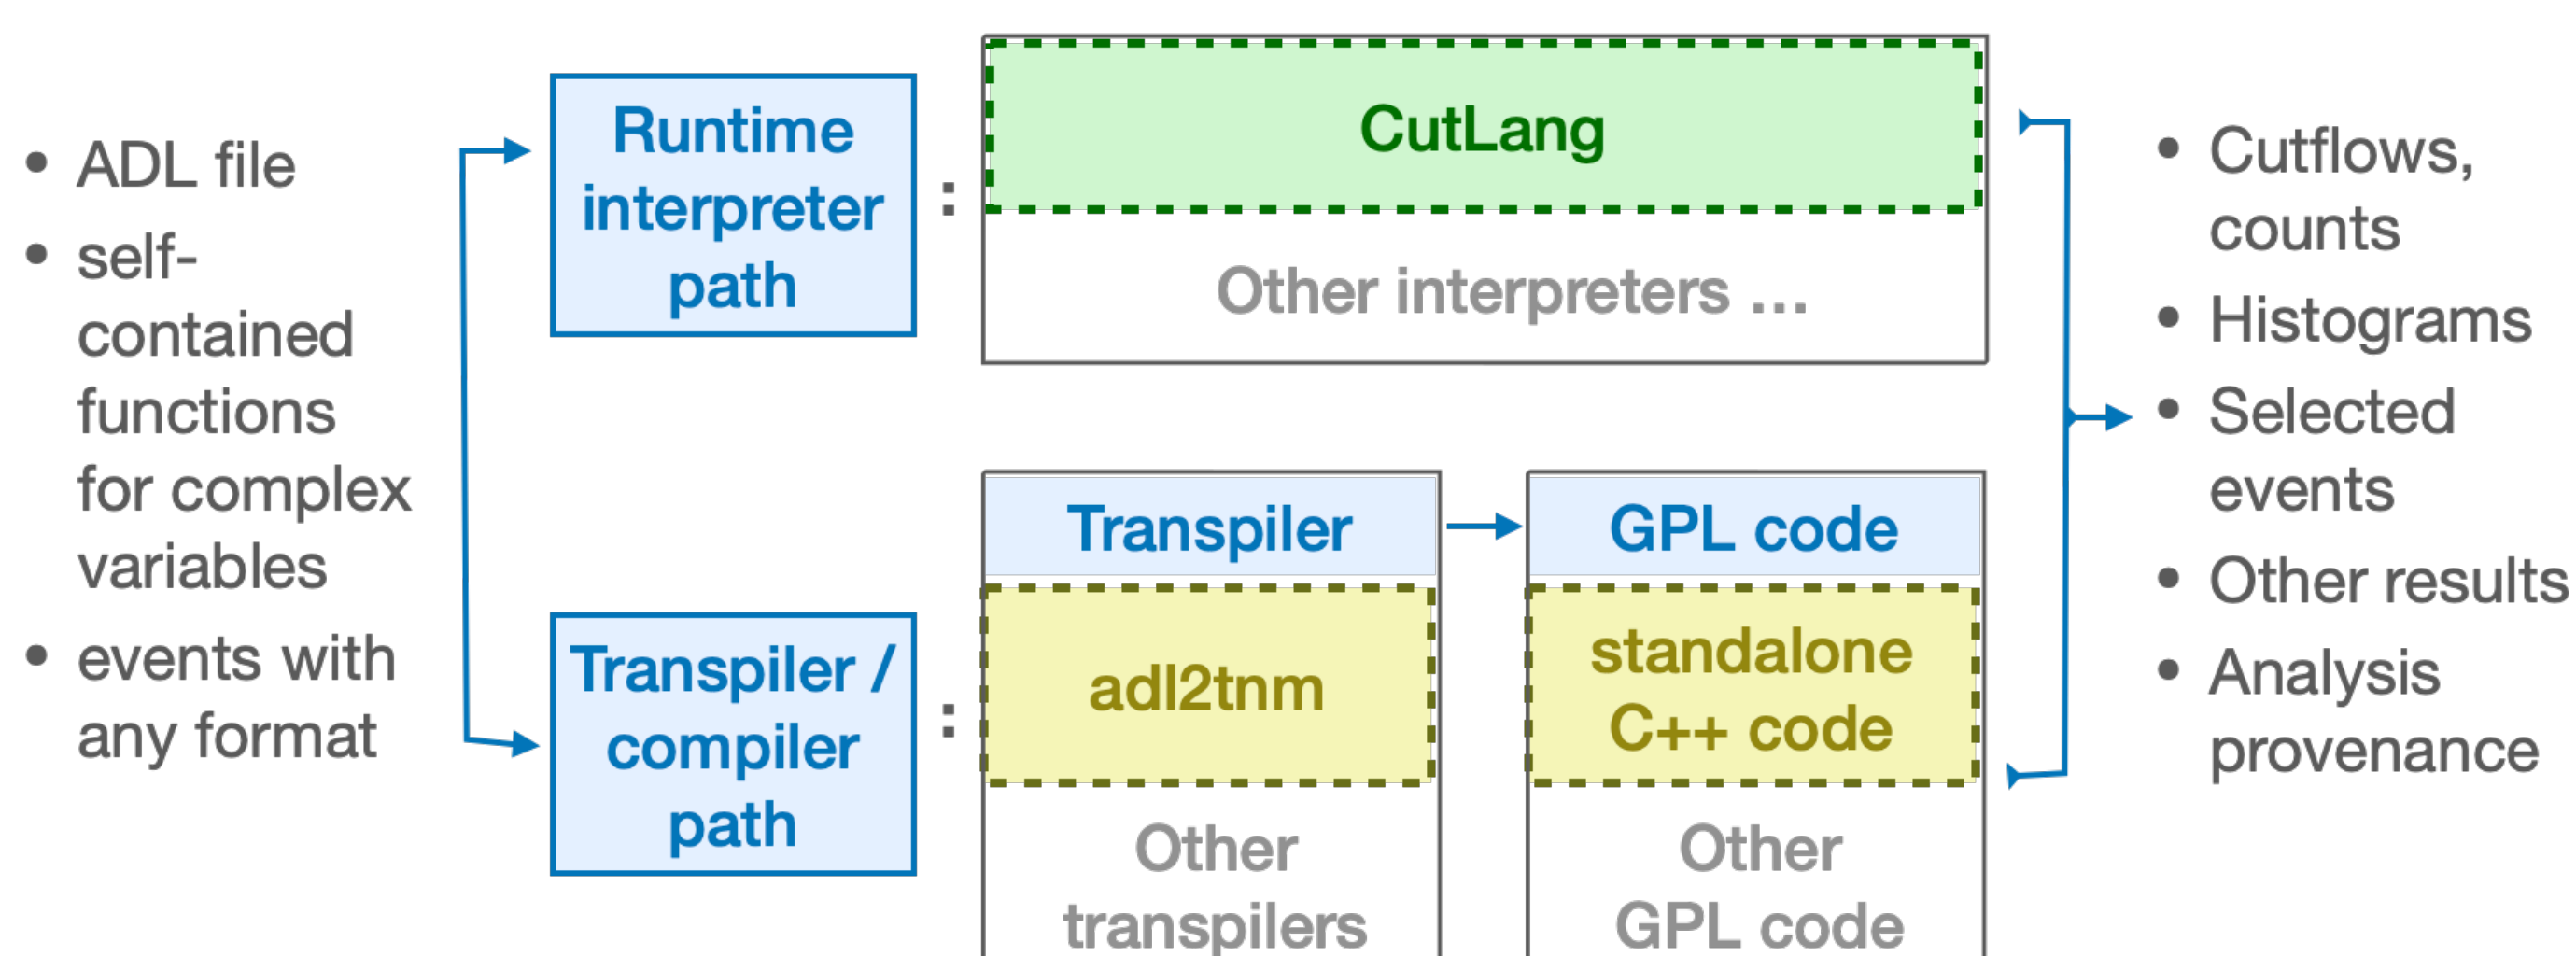 • ADL file
• self-
contained
functions
for complex
variables
• events with
any format
Runtime
interpreter
path
:
CutLang
Other interpreters ...
Transpiler /
compiler
path
:
Transpiler
adl2tnm
Other
transpilers
GPL code
standalone
C++ code
Other
GPL code
• Cutflows,
counts
• Histograms
• Selected
events
• Other results
• Analysis
provenance